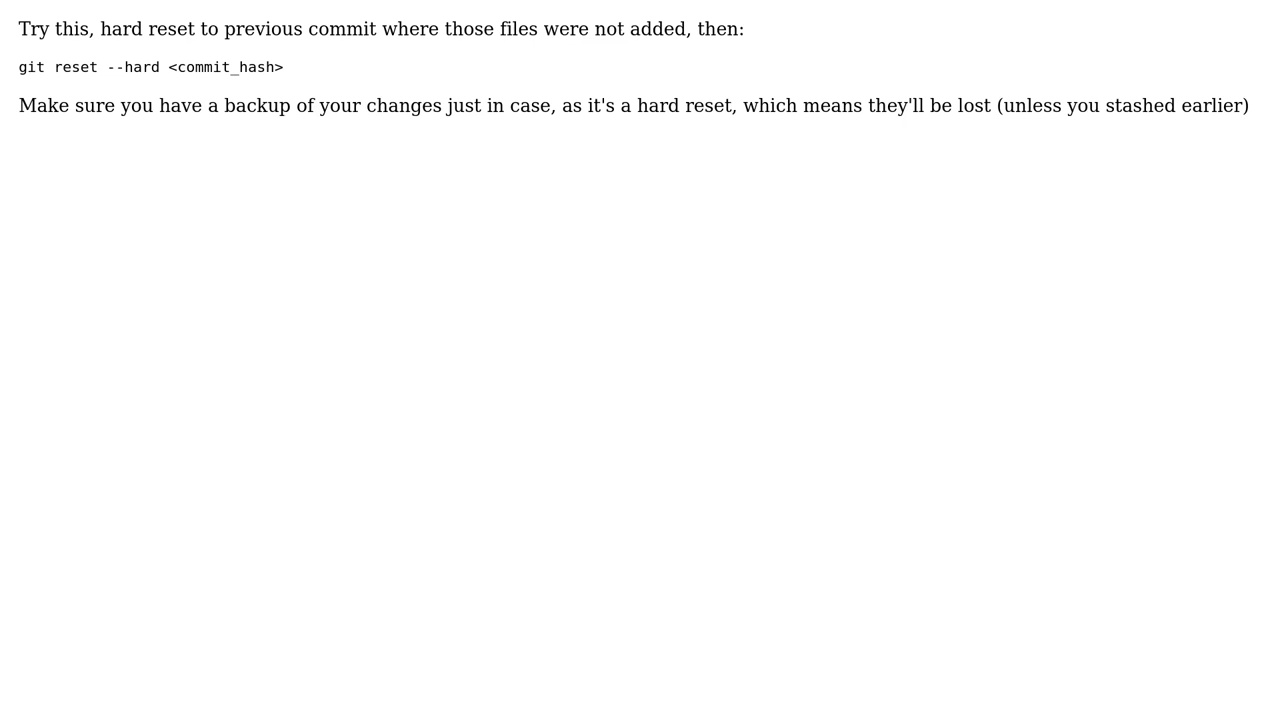 Try this, hard reset to previous commit where those files were not added, then:
git reset --hard <commit_hash>
Make sure you have a backup of your changes just in case, as it's a hard reset, which means they'll be lost (unless you stashed earlier)